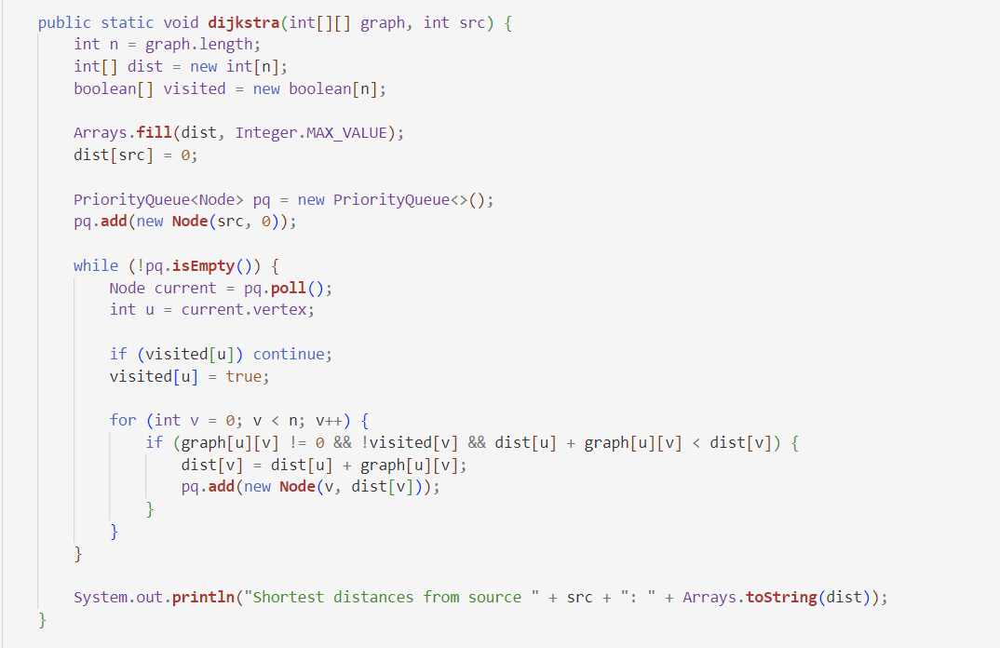 public static void dijkstra(int[][] graph, int src) {
    int n = graph.length;
    int[] dist = new int[n];
    boolean[] visited = new boolean[n];

    Arrays.fill(dist, Integer.MAX_VALUE);
    dist[src] = 0;

    PriorityQueue<Node> pq = new PriorityQueue<>();
    pq.add(new Node(src, 0));

    while (!pq.isEmpty()) {
        Node current = pq.poll();
        int u = current.vertex;

        if (visited[u]) continue;
        visited[u] = true;

        for (int v = 0; v < n; v++) {
            if (graph[u][v] != 0 && !visited[v] && dist[u] + graph[u][v] < dist[v]) {
                dist[v] = dist[u] + graph[u][v];
                pq.add(new Node(v, dist[v]));
            }
        }
    }

    System.out.println("Shortest distances from source " + src + ": " + Arrays.toString(dist));
}